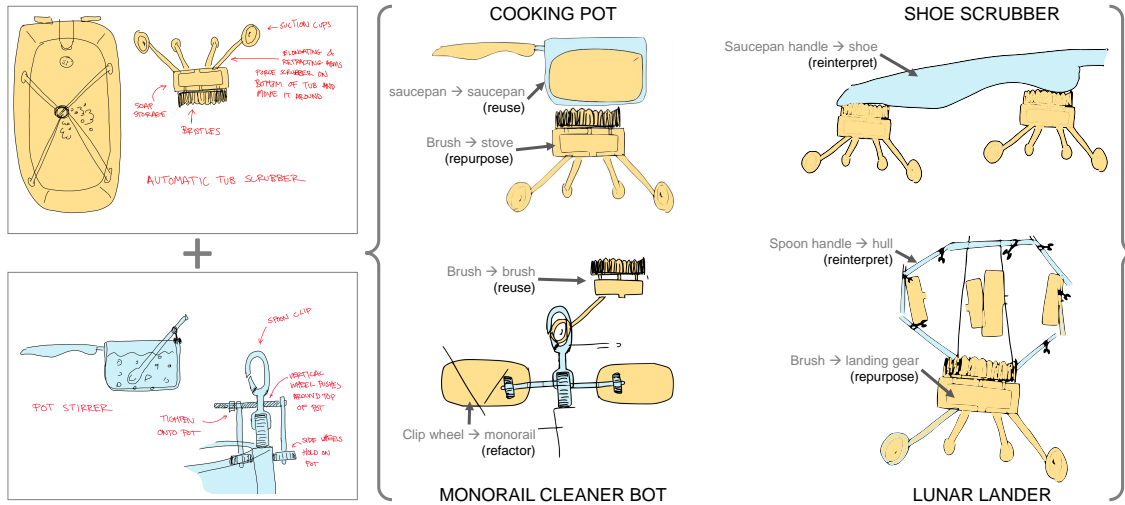 SUCTION CUPS
ELONGATING &
RETRACTING ARMS
FORCE SCRUBBER ON
BOTTOM OF TUB AND
MOVE IT AROUND
SOAP
STORAGE
BRISTLES
AUTOMATIC TUB SCRUBBER
+
SPOON CLIP
VERTICAL
WHEEL PUSHES
AROUND TOP
OF POT
POT STIRRER
TIGHTEN
ONTO POT
SIDE WHEELS
HOLD ON
POT
COOKING POT
saucepan → saucepan
(reuse)
Brush → stove
(repurpose)
Brush → brush
(reuse)
Clip wheel → monorail
(refactor)
MONORAIL CLEANER BOT
SHOE SCRUBBER
Saucepan handle → shoe
(reinterpret)
Spoon handle → hull
(reinterpret)
Brush → landing gear
(repurpose)
LUNAR LANDER